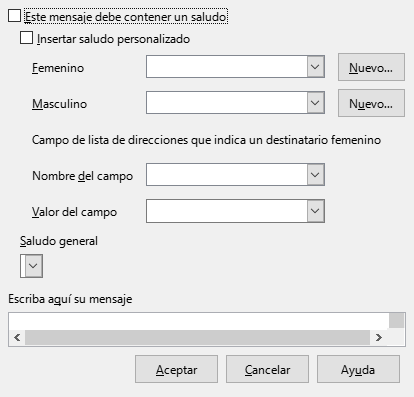 Este mensaje debe contener un saludo
Insertar saludo personalizado
Femenino
Nuevo...
Masculino
Nuevo...
Campo de lista de direcciones que indica un destinatario femenino
Nombre del campo
Valor del campo
Saludo general
Escriba aquí su mensaje
Aceptar Cancelar Ayuda